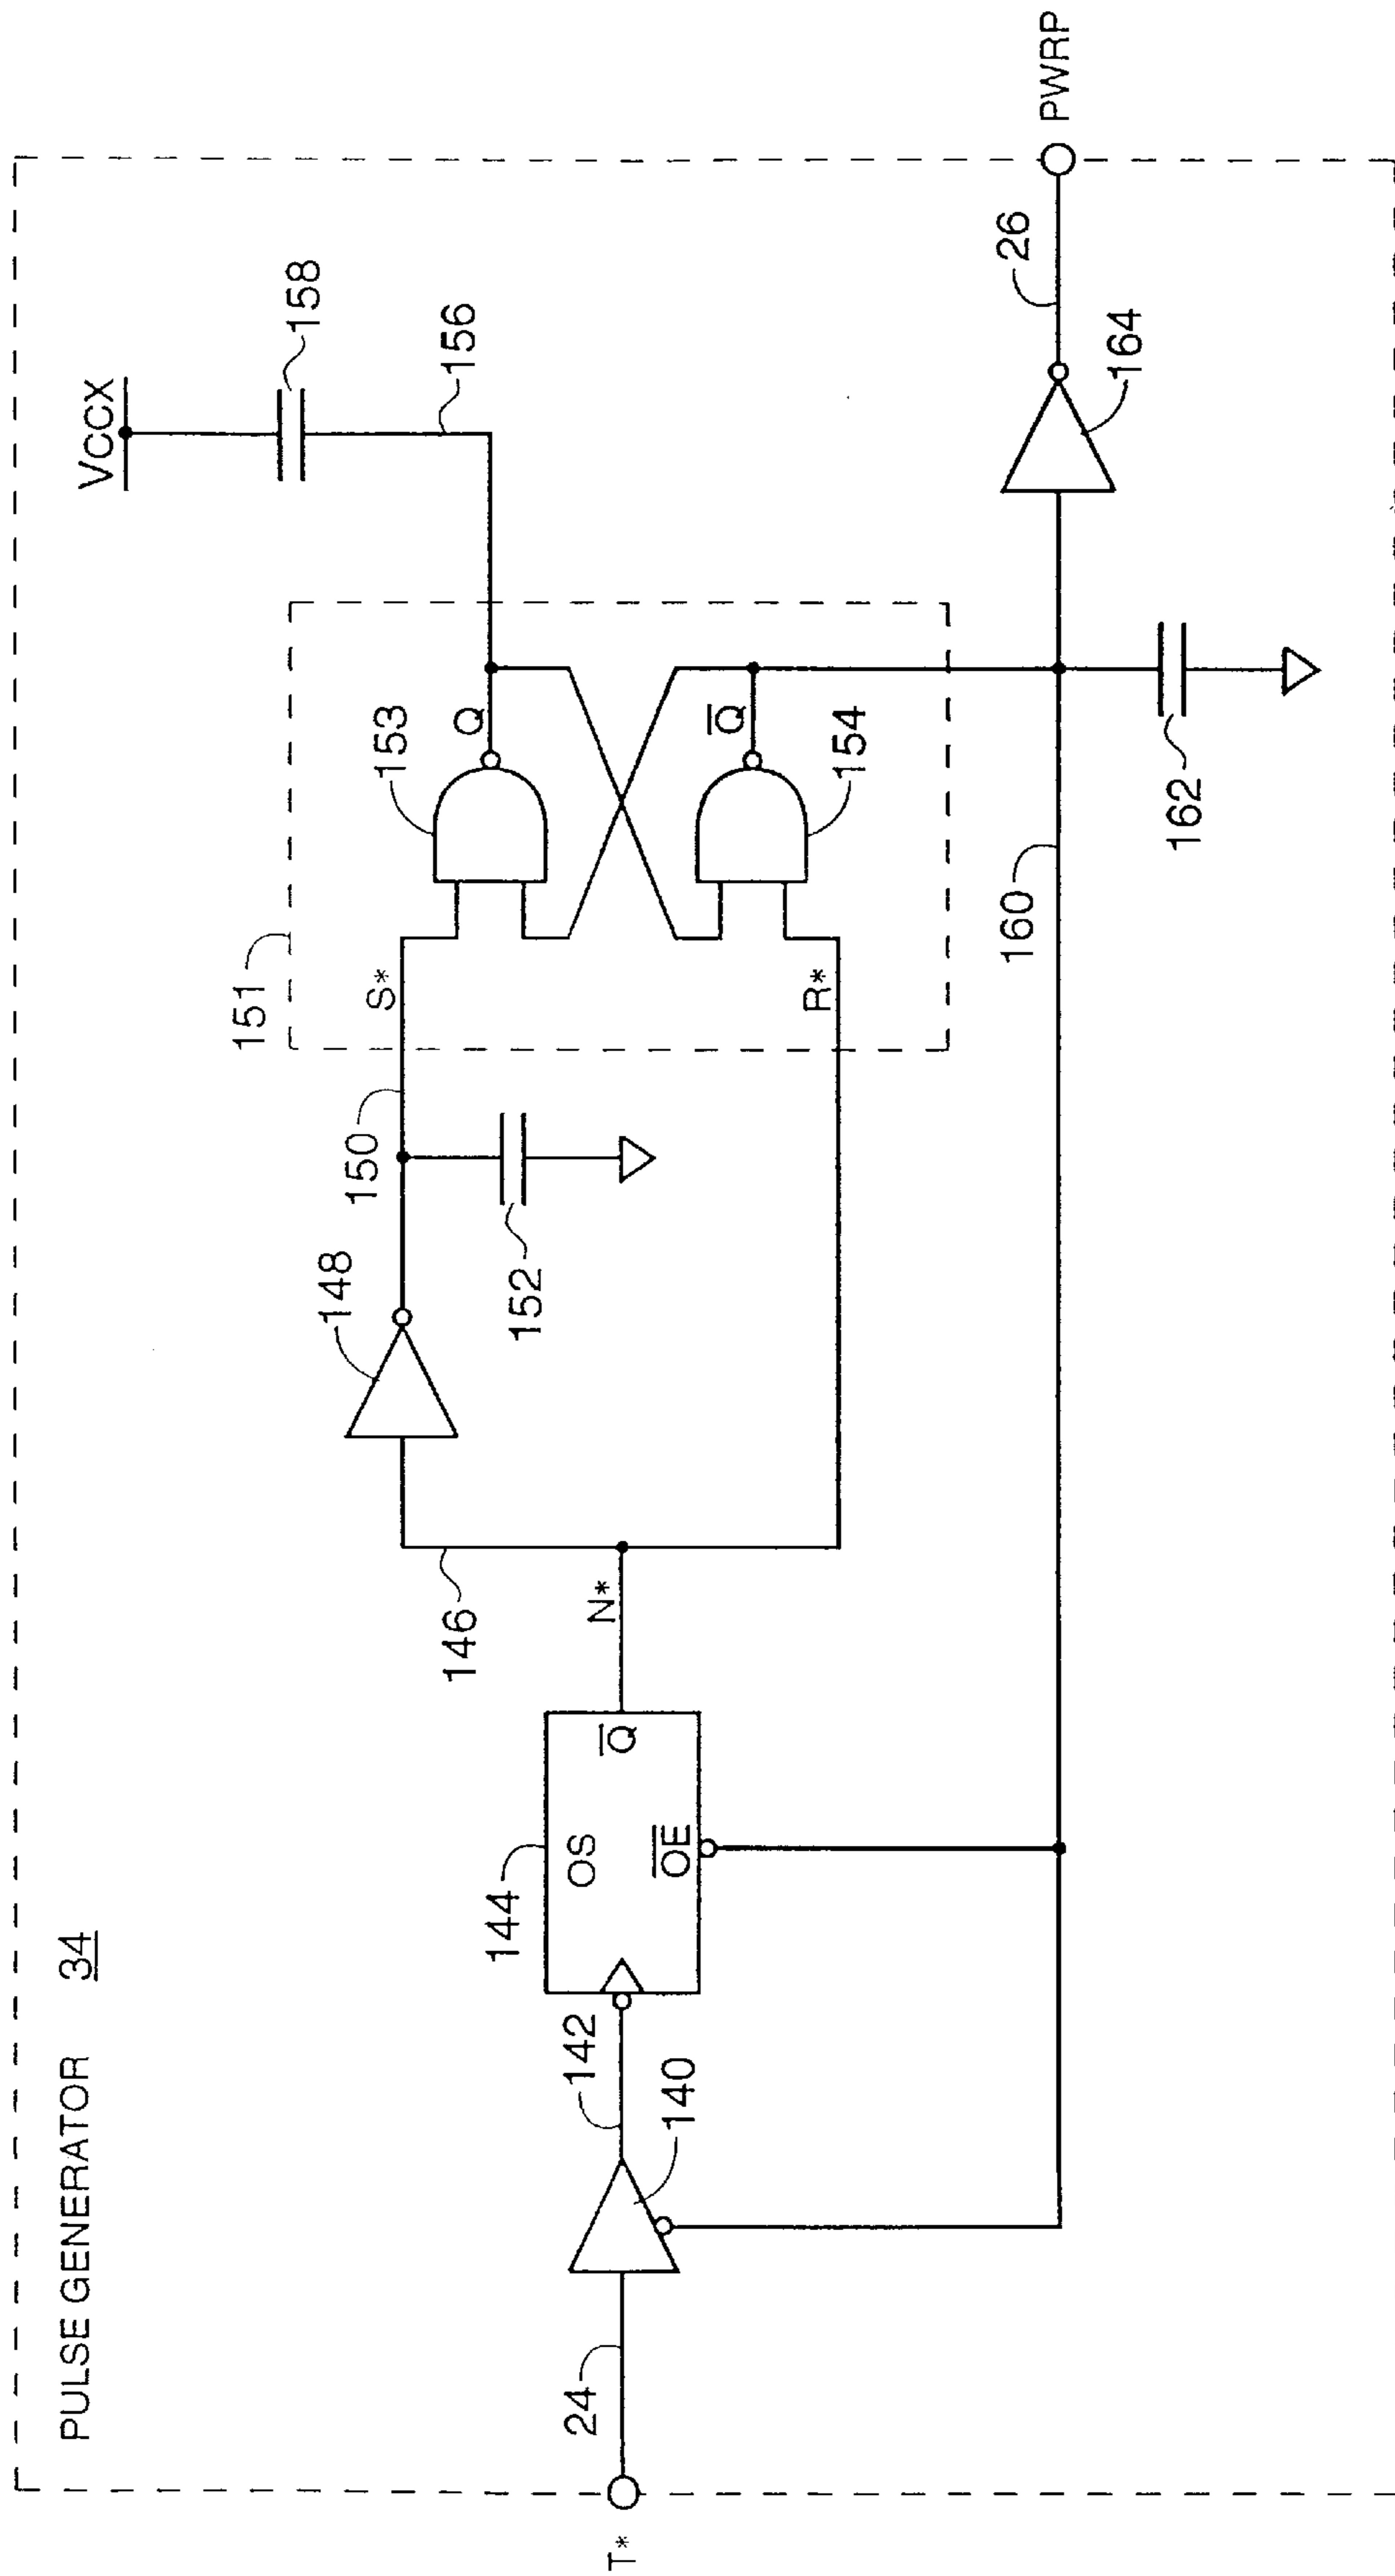 PULSE GENERATOR 34
VCCX
158
156
151
153
Q
S*
148
150
152
154
Q̅
R*
146
N*
144
OS
Q̅
O̅E̅
142
140
24
T*
160
162
164
26
PWRP